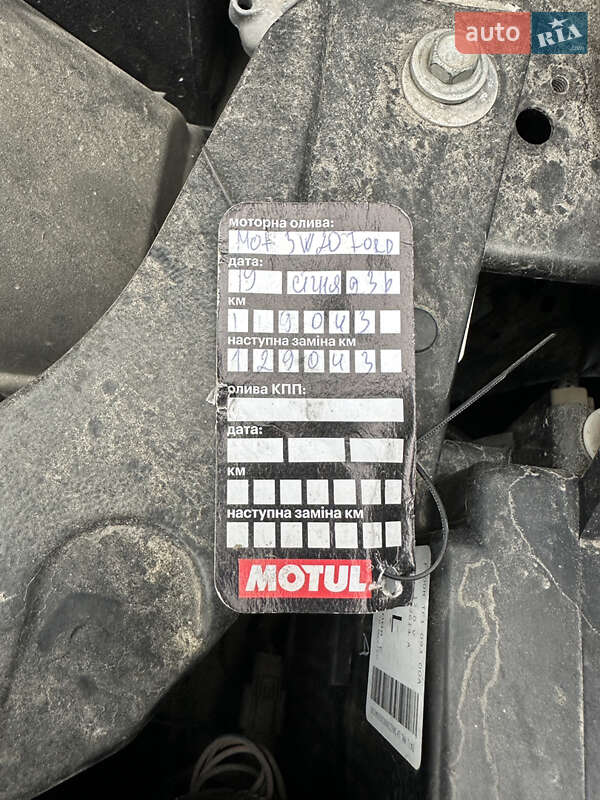 auto RIA
моторна олива:
Mot 5W20 FORD
дата:
19 січня 23р
км
119043
наступна заміна км
129043
олива КПП:
дата:
км
наступна заміна км
MOTUL